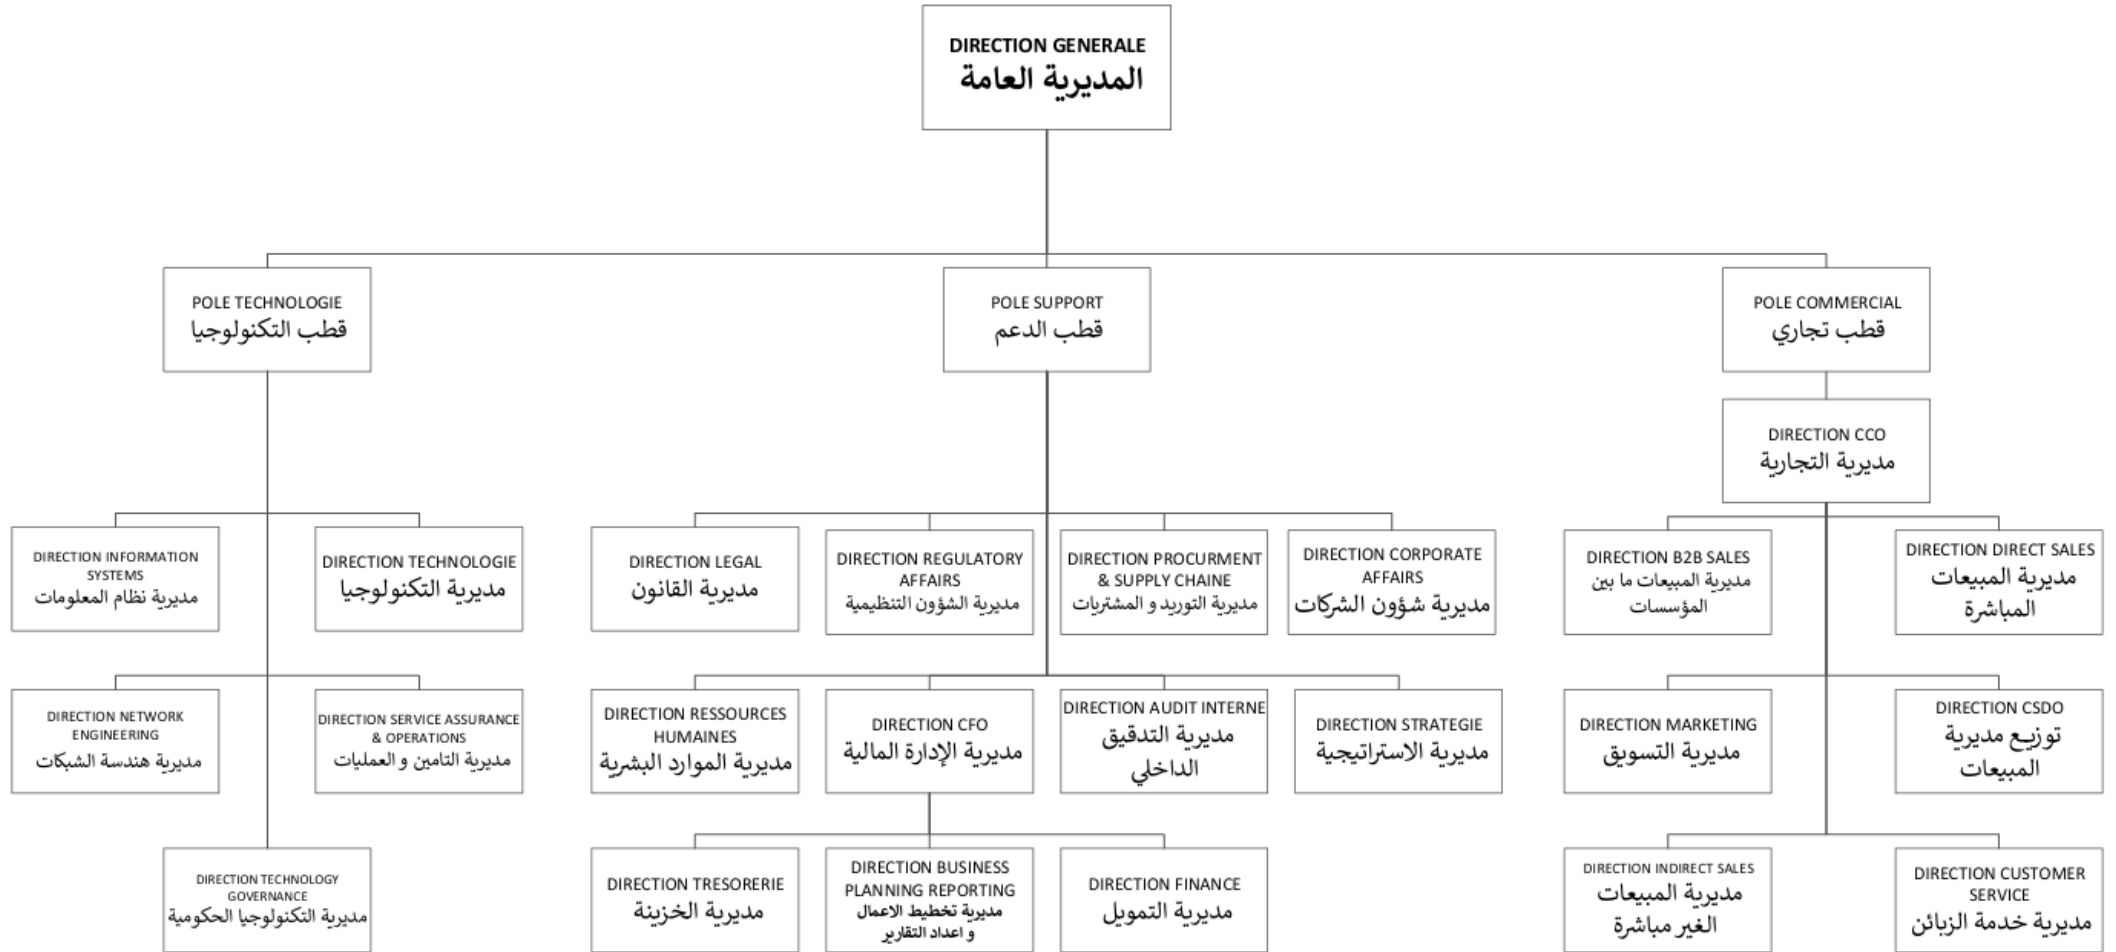 DIRECTION GENERALE
المديرية العامة
POLE TECHNOLOGIE
قطب التكنولوجيا
POLE SUPPORT
قطب الدعم
POLE COMMERCIAL
قطب تجاري
DIRECTION CCO
مديرية التجارية
DIRECTION INFORMATION
SYSTEMS
مديرية نظام المعلومات
DIRECTION TECHNOLOGIE
مديرية التكنولوجيا
DIRECTION LEGAL
مديرية القانون
DIRECTION REGULATORY
AFFAIRS
مديرية الشؤون التنظيمية
DIRECTION PROCURMENT
& SUPPLY CHAINE
مديرية التوريد و المشتريات
DIRECTION CORPORATE
AFFAIRS
مديرية شؤون الشركات
DIRECTION B2B SALES
مديرية المبيعات ما بين
المؤسسات
DIRECTION DIRECT SALES
مديرية المبيعات
المباشرة
DIRECTION NETWORK
ENGINEERING
مديرية هندسة الشبكات
DIRECTION SERVICE ASSURANCE
& OPERATIONS
مديرية التامين و العمليات
DIRECTION RESSOURCES
HUMAINES
مديرية الموارد البشرية
DIRECTION CFO
مديرية الإدارة المالية
DIRECTION AUDIT INTERNE
مديرية التدقيق
الداخلي
DIRECTION STRATEGIE
مديرية الاستراتيجية
DIRECTION MARKETING
مديرية التسويق
DIRECTION CSDO
توزيع مديرية
المبيعات
DIRECTION TECHNOLOGY
GOVERNANCE
مديرية التكنولوجيا الحكومية
DIRECTION TRESORERIE
مديرية الخزينة
DIRECTION BUSINESS
PLANNING REPORTING
مديرية تخطيط الاعمال
و اعداد التقارير
DIRECTION FINANCE
مديرية التمويل
DIRECTION INDIRECT SALES
مديرية المبيعات
الغير مباشرة
DIRECTION CUSTOMER
SERVICE
مديرية خدمة الزبائن